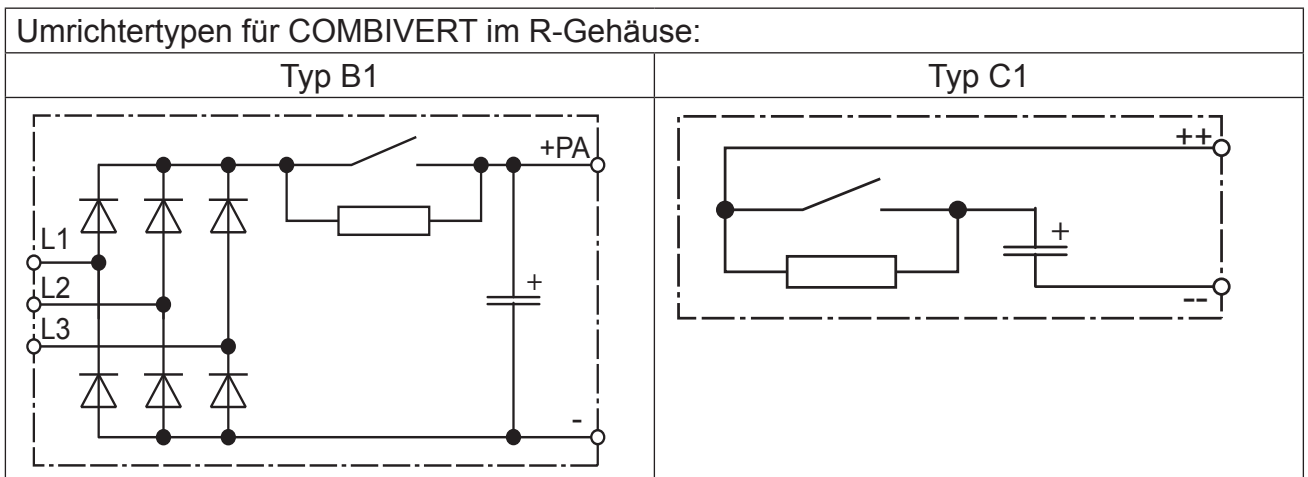 Umrichtertypen für COMBIVERT im R-Gehäuse:
Typ B1
Typ C1
+PA
L1
L2
L3
+
-
++
+
--